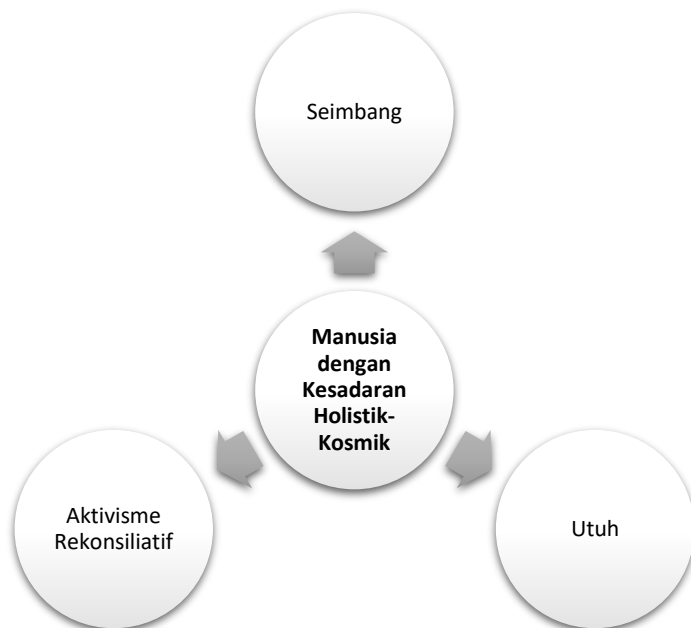 Seimbang
Manusia
dengan
Kesadaran
Holistik-
Kosmik
Aktivisme
Rekonsiliatif
Utuh